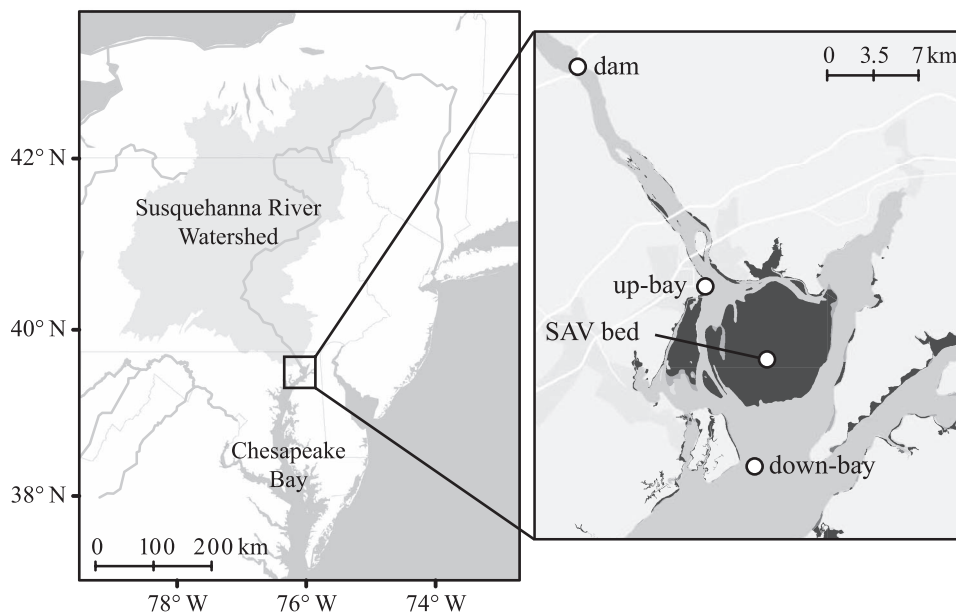 42° N
40° N
38° N
Susquehanna River
Watershed
Chesapeake
Bay
0 100 200 km
78° W 76° W 74° W
0 3.5 7 km
dam
up-bay
SAV bed
down-bay